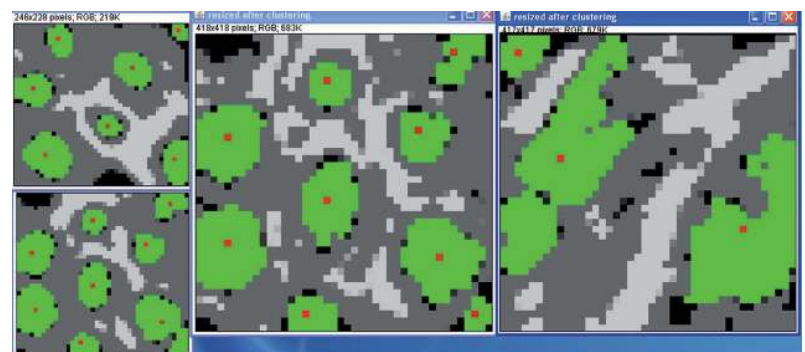 246x228 pixels; RGB; 219K
resized after clustering.
418x418 pixels; RGB; 683K
resized after clustering
417x417 pixels; RGB; 679K